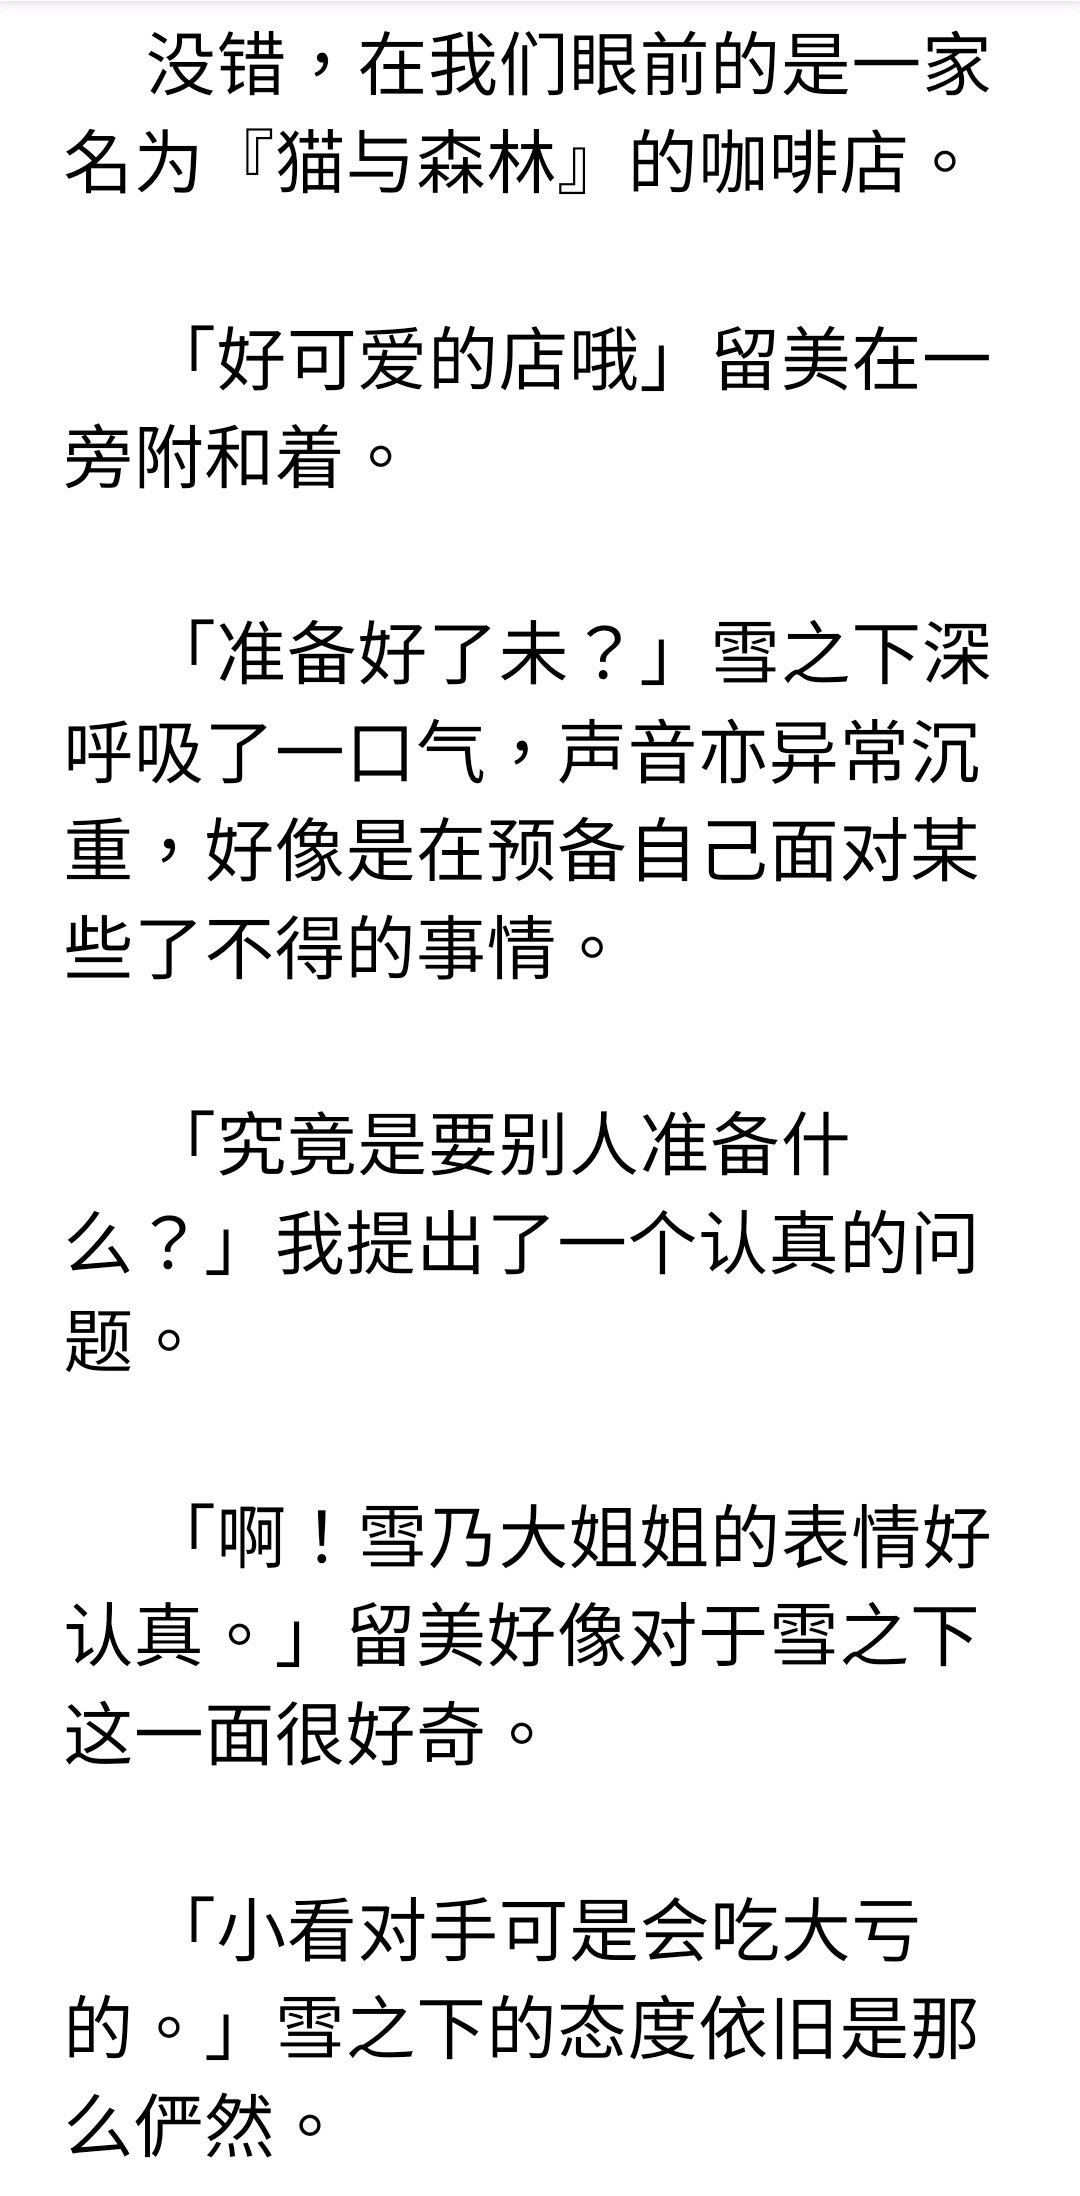 没错，在我们眼前的是一家
名为『猫与森林』的咖啡店。
「好可爱的店哦」留美在一
旁附和着。
「准备好了未？」雪之下深
呼吸了一口气，声音亦异常沉
重，好像是在预备自己面对某
些了不得的事情。
「究竟是要别人准备什
么？」我提出了一个认真的问
题。
「啊！雪乃大姐姐的表情好
认真。」留美好像对于雪之下
这一面很好奇。
「小看对手可是会吃大亏
的。」雪之下的态度依旧是那
么俨然。